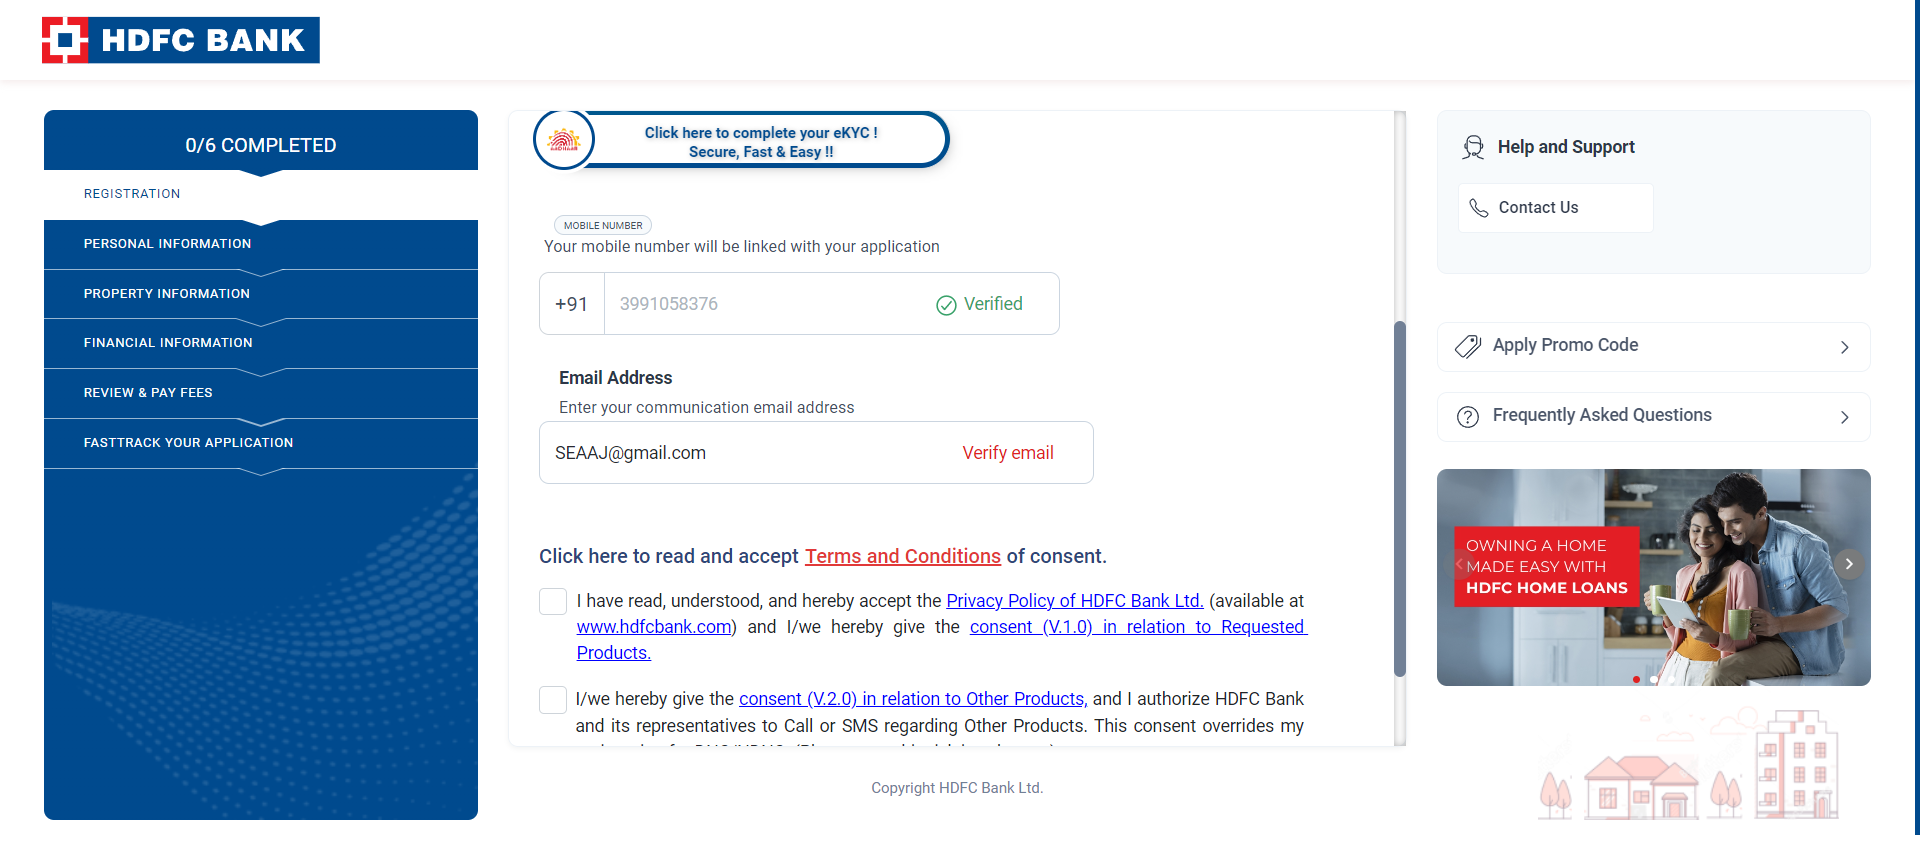 HDFC BANK
0/6 COMPLETED
REGISTRATION
PERSONAL INFORMATION
PROPERTY INFORMATION
FINANCIAL INFORMATION
REVIEW & PAY FEES
FASTTRACK YOUR APPLICATION
AADHAAR
Click here to complete your eKYC !
Secure, Fast & Easy !!
MOBILE NUMBER
Your mobile number will be linked with your application
+91 3991058376 Verified
Email Address
Enter your communication email address
SEAAJ@gmail.com Verify email
Click here to read and accept Terms and Conditions of consent.
I have read, understood, and hereby accept the Privacy Policy of HDFC Bank Ltd. (available at
www.hdfcbank.com) and I/we hereby give the consent (V.1.0) in relation to Requested
Products.
I/we hereby give the consent (V.2.0) in relation to Other Products, and I authorize HDFC Bank
and its representatives to Call or SMS regarding Other Products. This consent overrides my
Copyright HDFC Bank Ltd.
Help and Support
Contact Us
Apply Promo Code
Frequently Asked Questions
OWNING A HOME
MADE EASY WITH
HDFC HOME LOANS